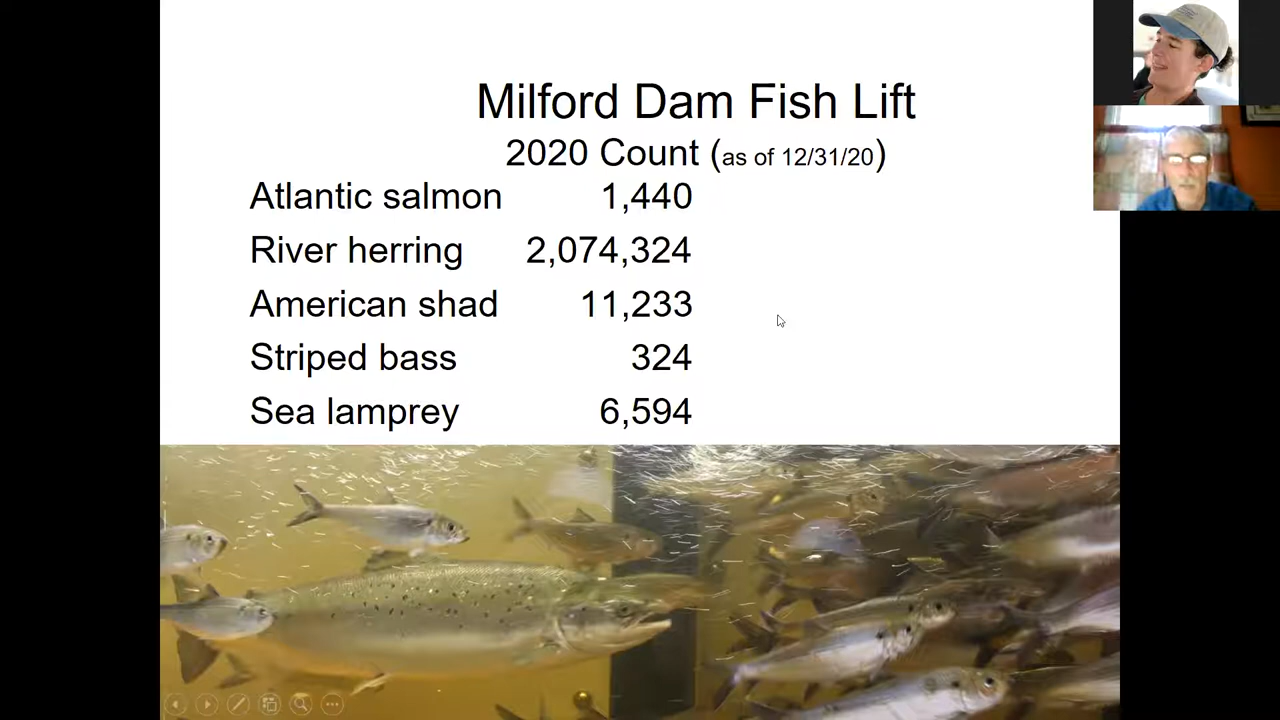 Milford Dam Fish Lift
2020 Count (as of 12/31/20)
Atlantic salmon 1,440
River herring 2,074,324
American shad 11,233
Striped bass 324
Sea lamprey 6,594